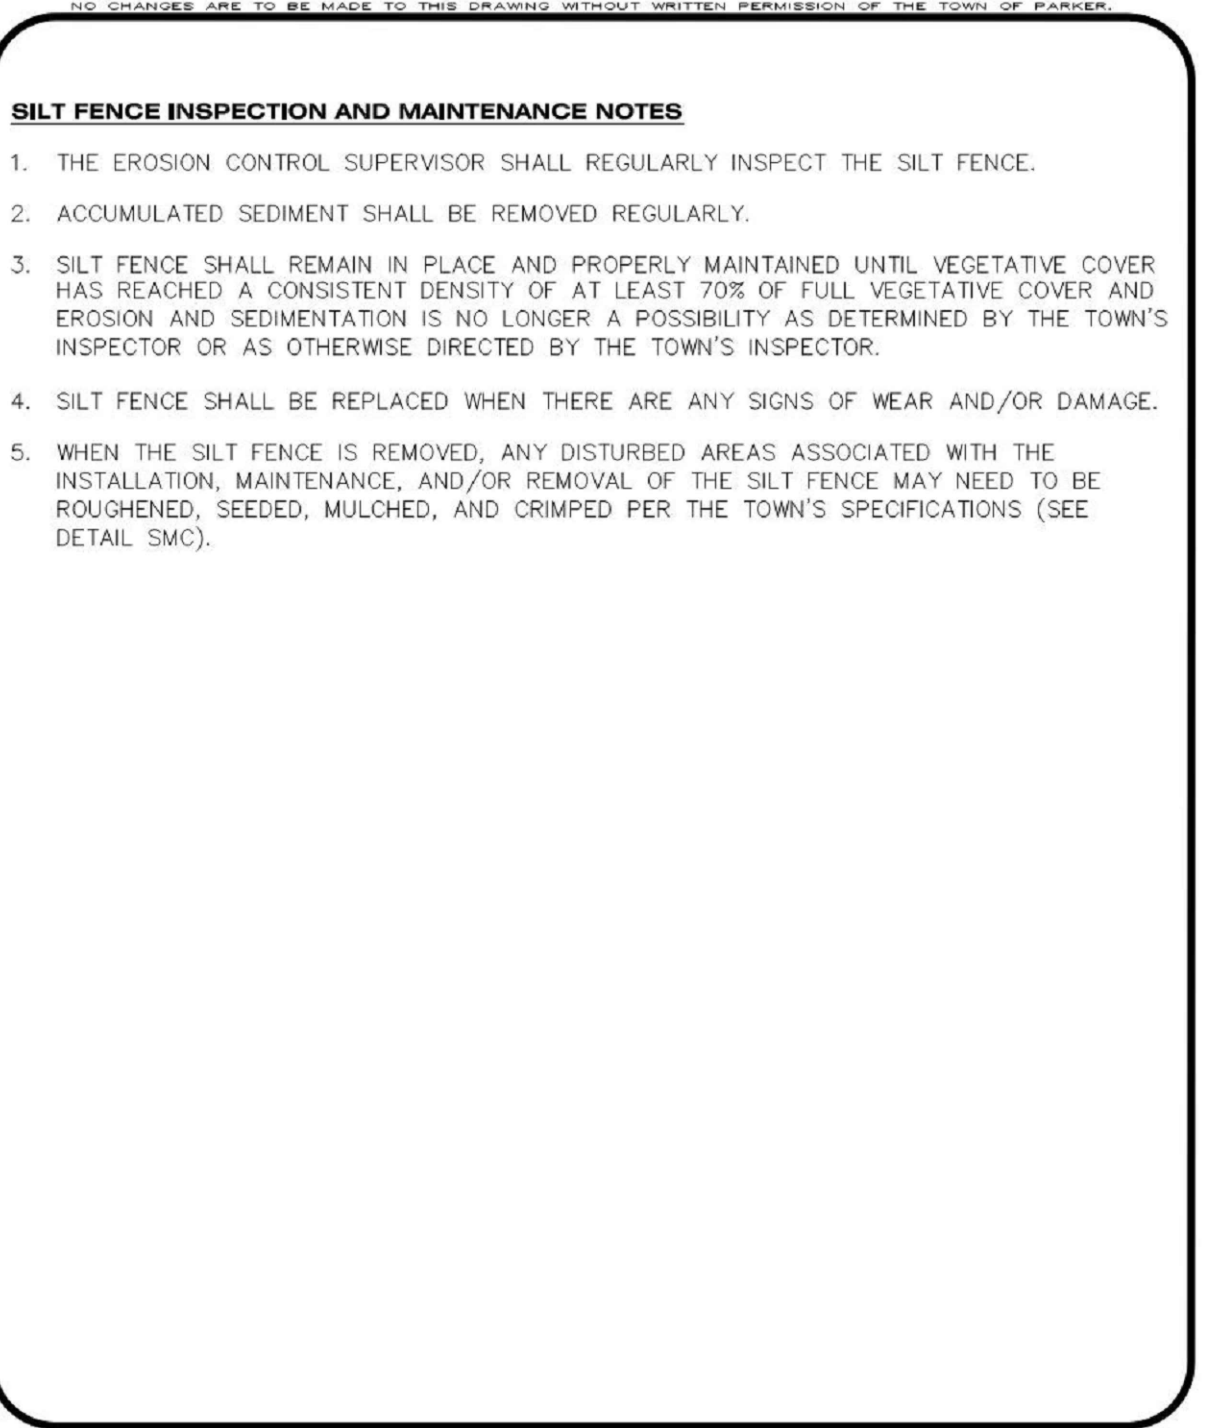 NO CHANGES ARE TO BE MADE TO THIS DRAWING WITHOUT WRITTEN PERMISSION OF THE TOWN OF PARKER.
SILT FENCE INSPECTION AND MAINTENANCE NOTES
1. THE EROSION CONTROL SUPERVISOR SHALL REGULARLY INSPECT THE SILT FENCE.
2. ACCUMULATED SEDIMENT SHALL BE REMOVED REGULARLY.
3. SILT FENCE SHALL REMAIN IN PLACE AND PROPERLY MAINTAINED UNTIL VEGETATIVE COVER
HAS REACHED A CONSISTENT DENSITY OF AT LEAST 70% OF FULL VEGETATIVE COVER AND
EROSION AND SEDIMENTATION IS NO LONGER A POSSIBILITY AS DETERMINED BY THE TOWN'S
INSPECTOR OR AS OTHERWISE DIRECTED BY THE TOWN'S INSPECTOR.
4. SILT FENCE SHALL BE REPLACED WHEN THERE ARE ANY SIGNS OF WEAR AND/OR DAMAGE.
5. WHEN THE SILT FENCE IS REMOVED, ANY DISTURBED AREAS ASSOCIATED WITH THE
INSTALLATION, MAINTENANCE, AND/OR REMOVAL OF THE SILT FENCE MAY NEED TO BE
ROUGHENED, SEEDED, MULCHED, AND CRIMPED PER THE TOWN'S SPECIFICATIONS (SEE
DETAIL SMC).